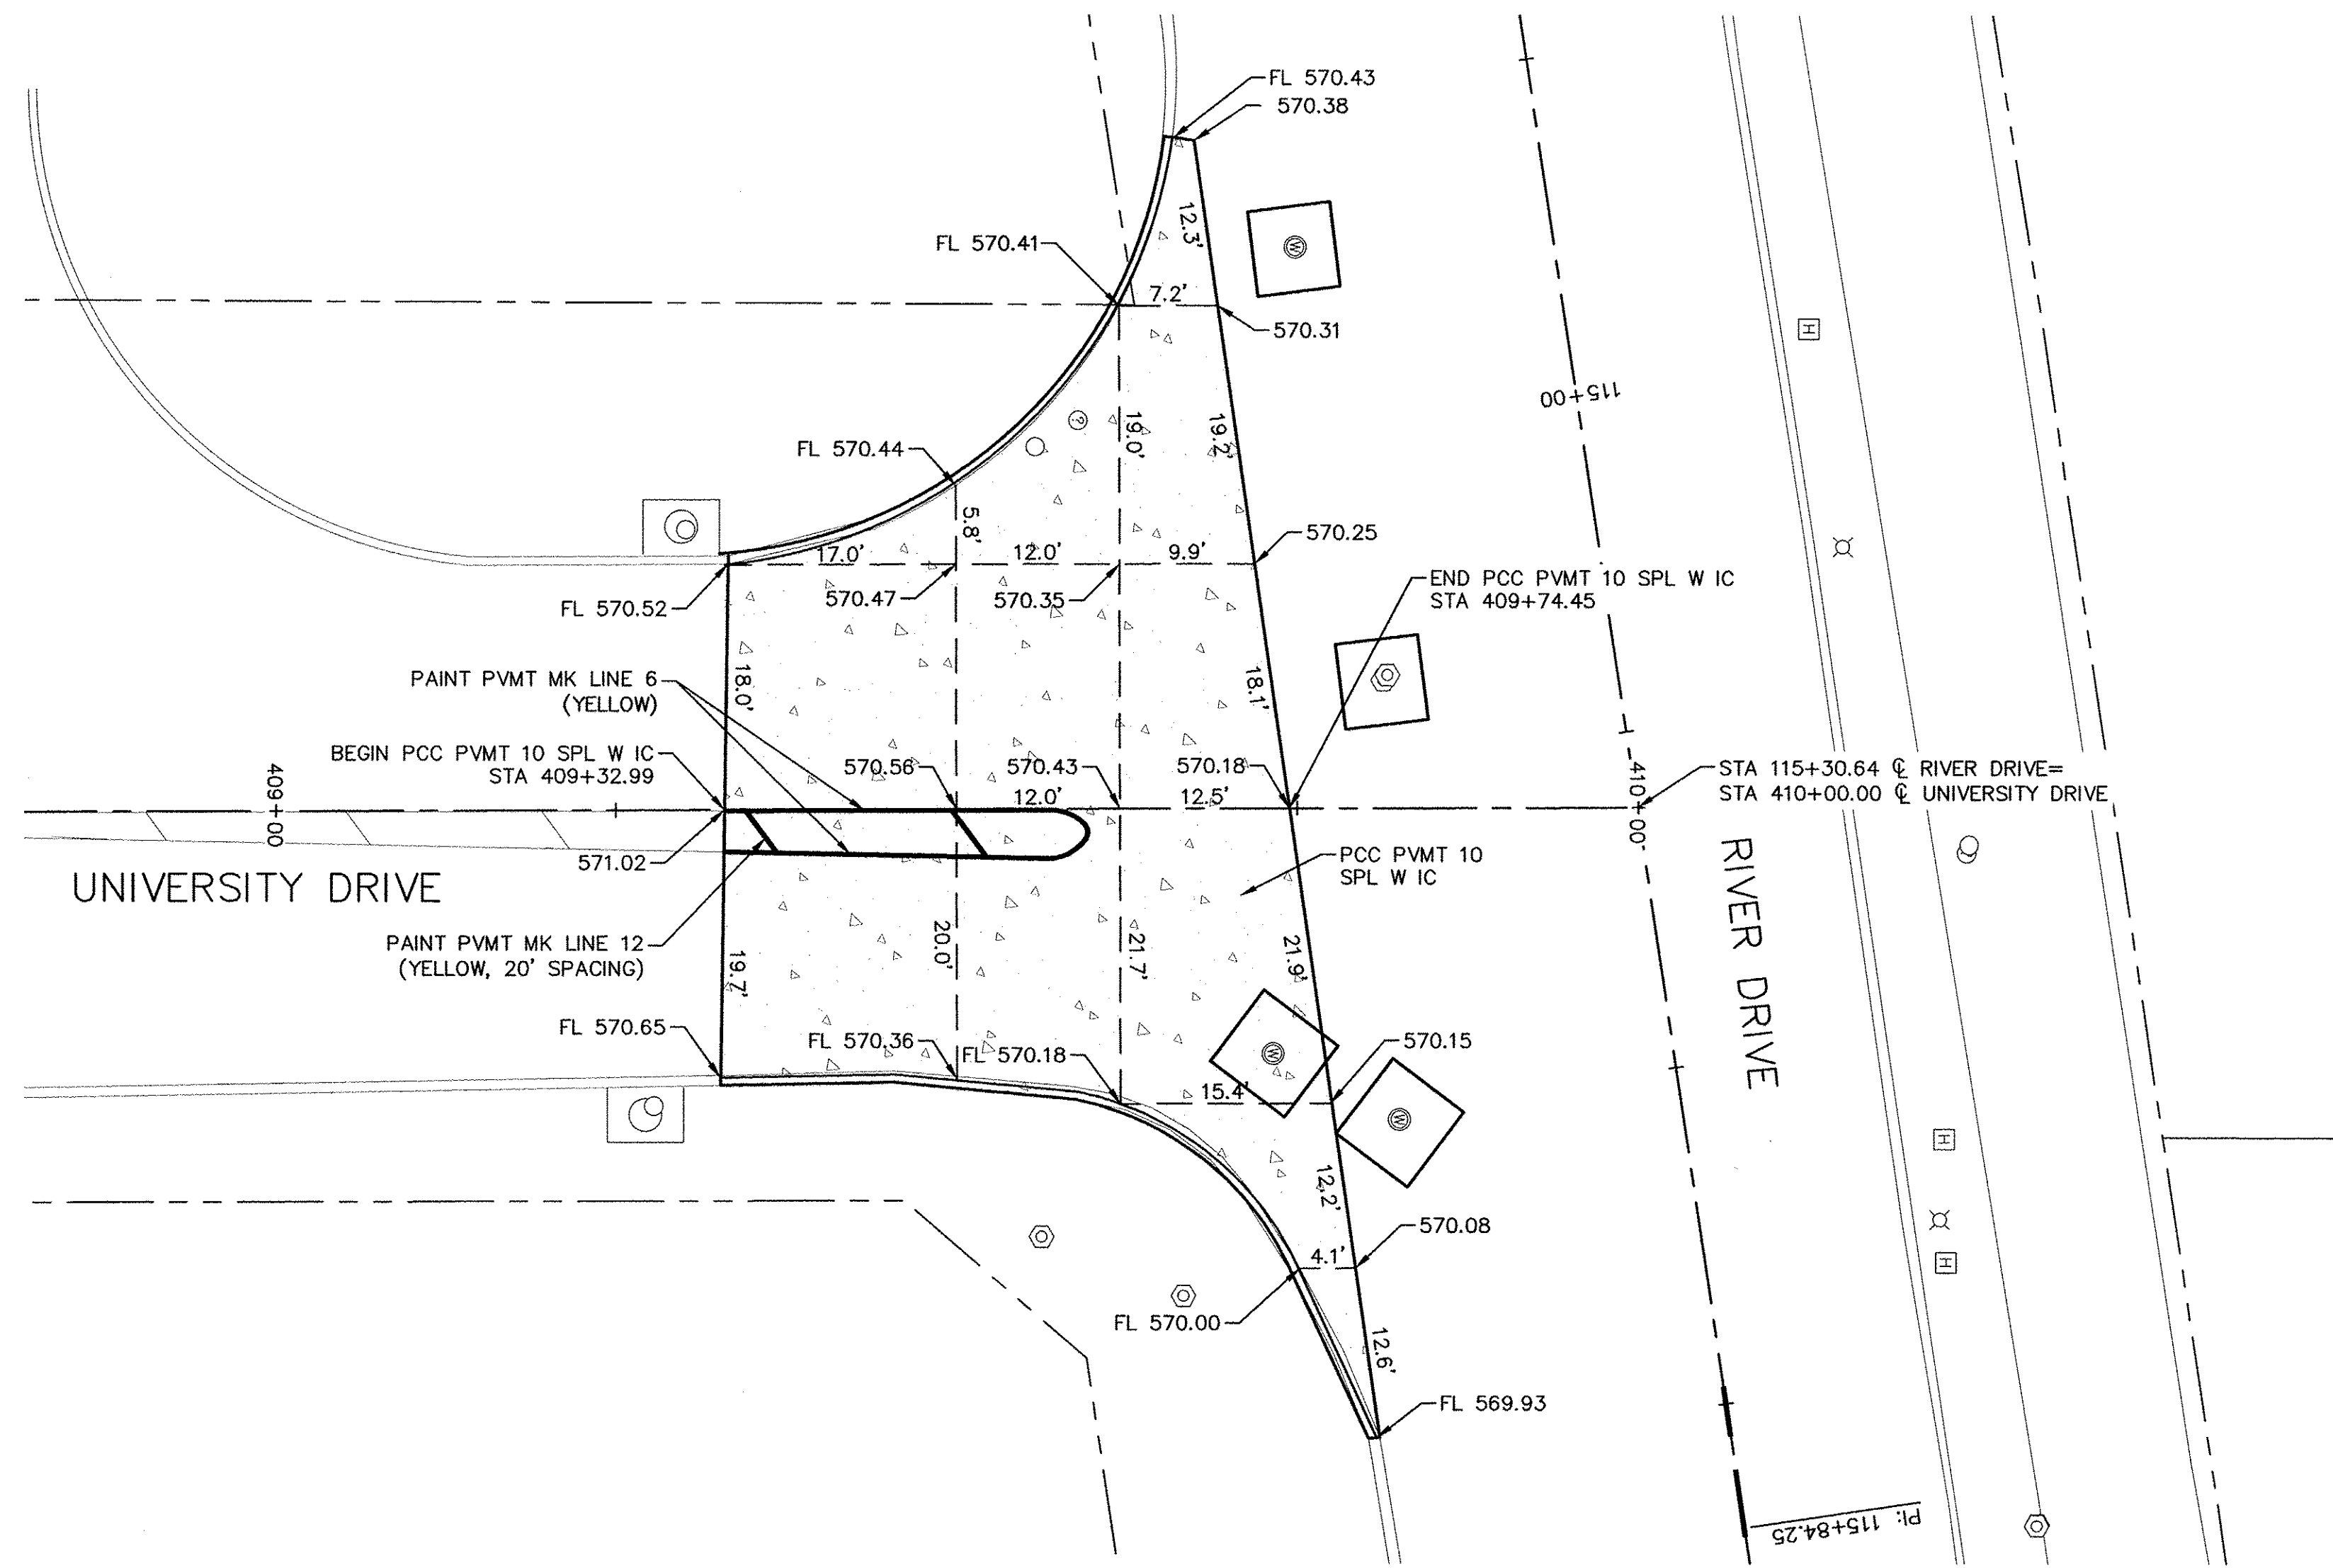 FL 570.43
570.38
12.3'
FL 570.41
7.2'
570.31
115+00
19.0'
19.2'
FL 570.44
5.8'
570.25
17.0'
12.0'
9.9'
END PCC PVMT 10 SPL W IC
STA 409+74.45
FL 570.52
570.47
570.35
PAINT PVMT MK LINE 6
(YELLOW)
18.0'
18.1'
BEGIN PCC PVMT 10 SPL W IC
STA 409+32.99
570.56
570.43
570.18
409+00
12.0'
12.5'
410+00
STA 115+30.64 ℄ RIVER DRIVE=
STA 410+00.00 ℄ UNIVERSITY DRIVE
571.02
UNIVERSITY DRIVE
PCC PVMT 10
SPL W IC
RIVER DRIVE
PAINT PVMT MK LINE 12
(YELLOW, 20' SPACING)
19.7'
20.0'
21.7'
21.9'
FL 570.65
FL 570.36
FL 570.18
570.15
15.4'
W
W
W
H
H
H
?
12.2'
570.08
4.1'
FL 570.00
12.6'
FL 569.93
PI: 115+84.25